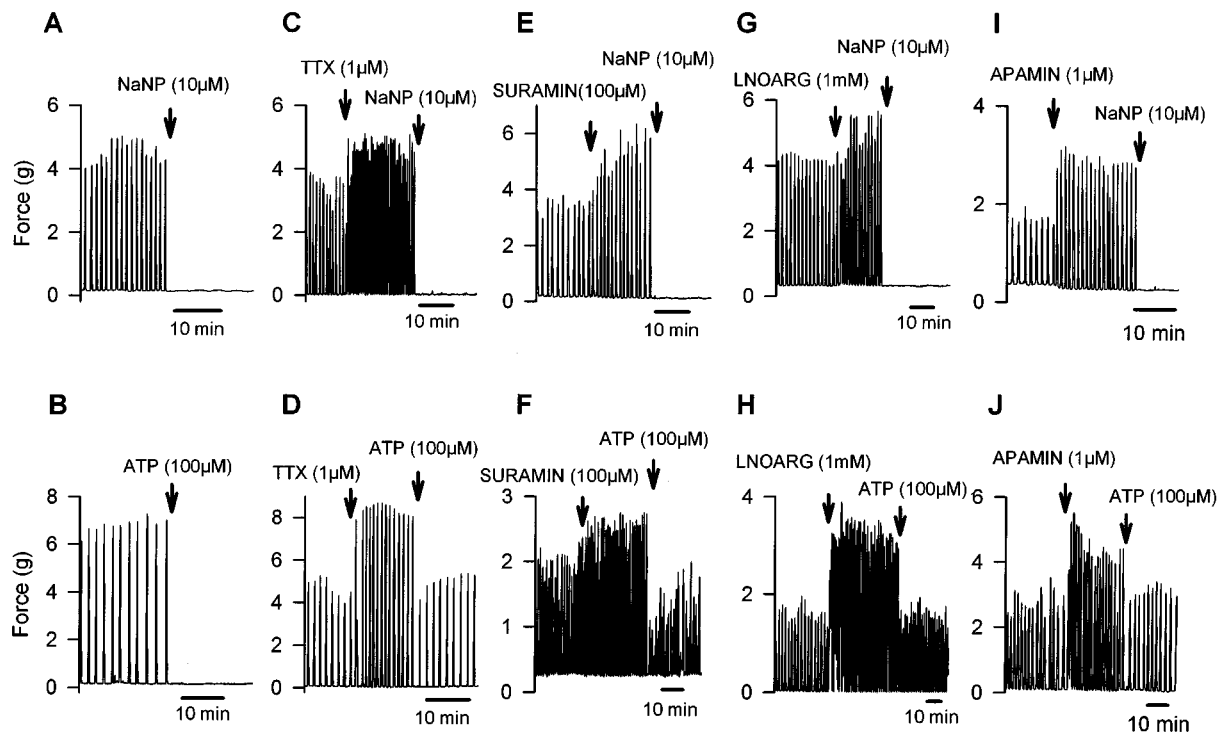 A
NaNP (10µM)
Force (g)
6
4
2
0
10 min
C
TTX (1µM)
NaNP (10µM)
6
4
2
0
10 min
E
NaNP (10µM)
SURAMIN(100µM)
6
4
2
0
10 min
G
NaNP (10µM)
LNOARG (1mM)
6
4
2
0
10 min
I
APAMIN (1µM)
NaNP (10µM)
4
2
0
10 min
B
ATP (100µM)
Force (g)
8
6
4
2
0
10 min
D
ATP (100µM)
TTX (1µM)
8
6
4
2
0
10 min
F
ATP (100µM)
SURAMIN (100µM)
3
2
1
0
10 min
H
LNOARG (1mM)
ATP (100µM)
4
2
0
10 min
J
APAMIN (1µM)
ATP (100µM)
6
4
2
0
10 min